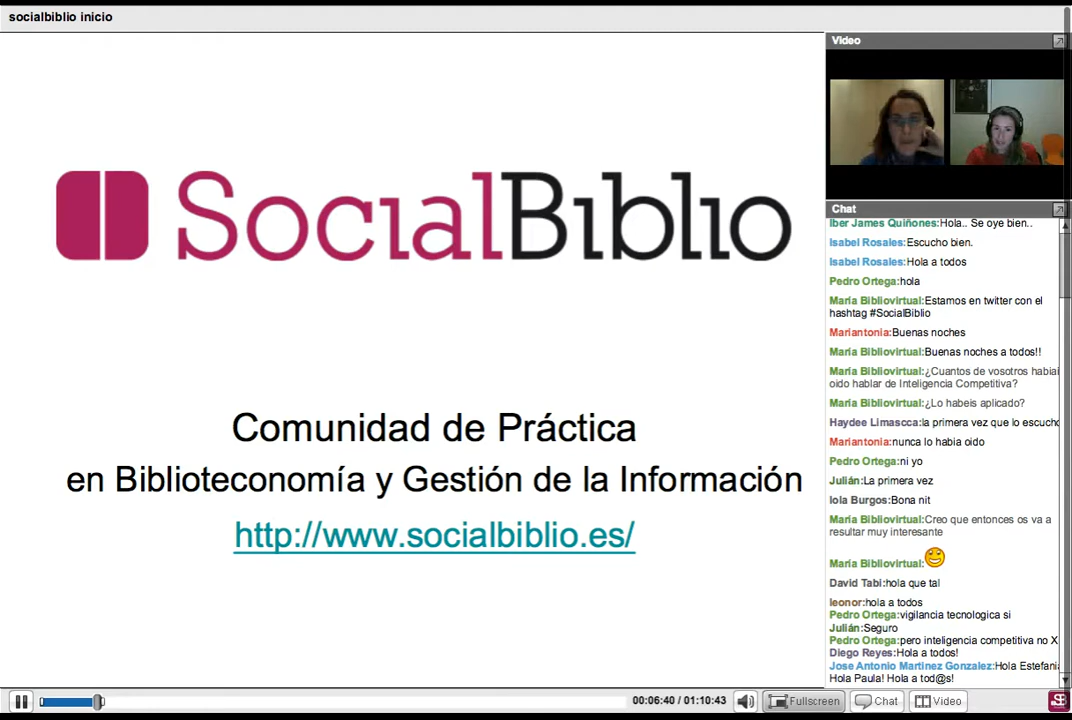 socialbiblio inicio
SocialBiblio
Comunidad de Práctica
en Biblioteconomía y Gestión de la Información
http://www.socialbiblio.es/
Video
Chat
Iber James Quiñones:Hola.. Se oye bien..
Isabel Rosales:Escucho bien.
Isabel Rosales:Hola a todos
Pedro Ortega:hola
María Bibliovirtual:Estamos en twitter con el
hashtag #SocialBiblio
Mariantonia:Buenas noches
María Bibliovirtual:Buenas noches a todos!!
María Bibliovirtual:¿Cuantos de vosotros habiai
oido hablar de Inteligencia Competitiva?
María Bibliovirtual:¿Lo habeis aplicado?
Haydee Limascca:la primera vez que lo escucho
Mariantonia:nunca lo habia oido
Pedro Ortega:ni yo
Julián:La primera vez
lola Burgos:Bona nit
María Bibliovirtual:Creo que entonces os va a
resultar muy interesante
María Bibliovirtual:
David Tabi:hola que tal
leonor:hola a todos
Pedro Ortega:vigilancia tecnologica si
Julián:Seguro
Pedro Ortega:pero inteligencia competitiva no X
Diego Reyes:Hola a todos!
Jose Antonio Martinez Gonzalez:Hola Estefanía
Hola Paula! Hola a tod@s!
00:06:40 / 01:10:43
Fullscreen
Chat
Video